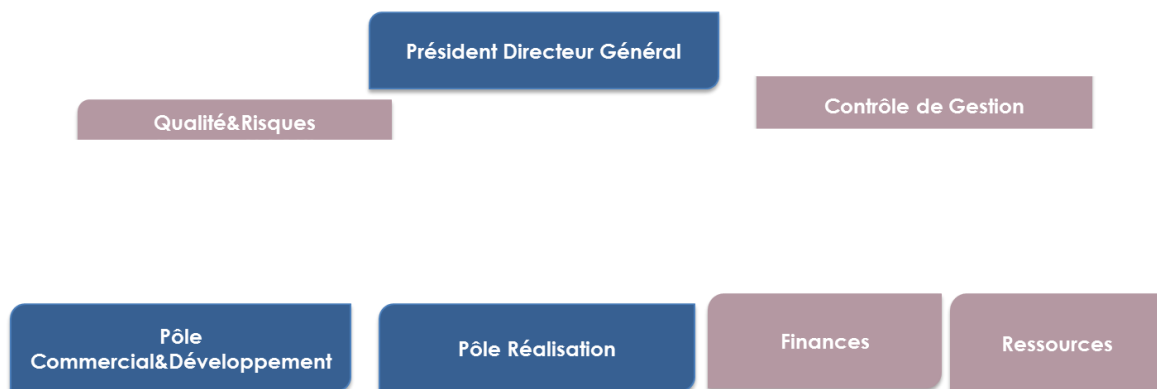 Président Directeur Général
Qualité&Risques
Contrôle de Gestion
Pôle
Commercial&Développement
Pôle Réalisation
Finances
Ressources